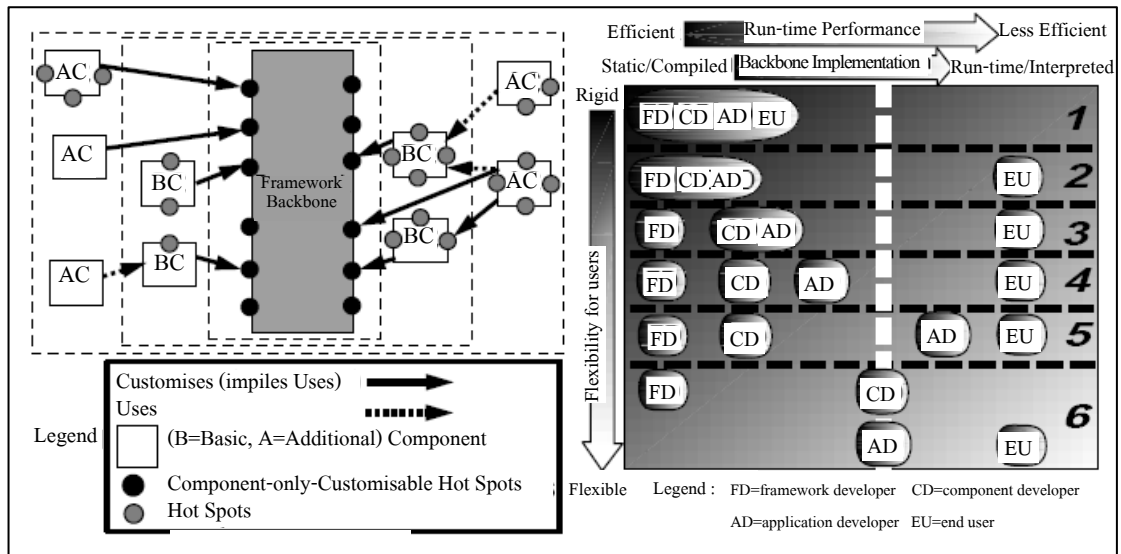 AC
AC
BC
AC
BC
Framework
Backbone
AC
BC
AC
BC
Customises (impiles Uses)
Uses
Legend
(B=Basic, A=Additional) Component
Component-only-Customisable Hot Spots
Hot Spots
Efficient Run-time Performance Less Efficient
Static/Compiled Backbone Implementation Run-time/Interpreted
Rigid
Flexibility for users
FD CD AD EU 1
FD CD AD EU 2
FD CD AD EU 3
FD CD AD EU 4
FD CD AD EU 5
FD CD
6
AD EU
Flexible Legend : FD=framework developer CD=component developer
AD=application developer EU=end user